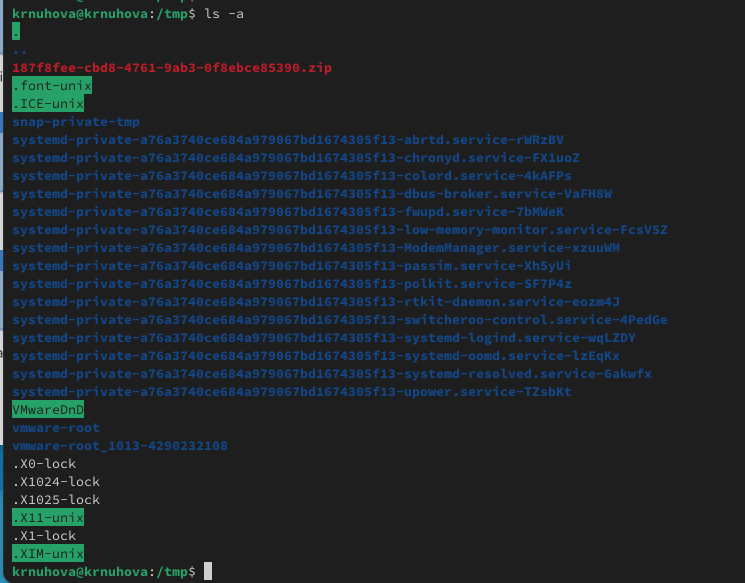 krnuhova@krnuhova:/tmp$ ls -a
.
..
187f8fee-cbd8-4761-9ab3-0f8ebce85390.zip
.font-unix
.ICE-unix
snap-private-tmp
systemd-private-a76a3740ce684a979067bd1674305f13-abrtd.service-rWRzBV
systemd-private-a76a3740ce684a979067bd1674305f13-chronyd.service-FX1uoZ
systemd-private-a76a3740ce684a979067bd1674305f13-colord.service-4kAFPs
systemd-private-a76a3740ce684a979067bd1674305f13-dbus-broker.service-VaFH8W
systemd-private-a76a3740ce684a979067bd1674305f13-fwupd.service-7bMWeK
systemd-private-a76a3740ce684a979067bd1674305f13-low-memory-monitor.service-FcsV5Z
systemd-private-a76a3740ce684a979067bd1674305f13-ModemManager.service-xzuuWM
systemd-private-a76a3740ce684a979067bd1674305f13-passim.service-Xh5yUi
systemd-private-a76a3740ce684a979067bd1674305f13-polkit.service-SF7P4z
systemd-private-a76a3740ce684a979067bd1674305f13-rtkit-daemon.service-eozm4J
systemd-private-a76a3740ce684a979067bd1674305f13-switcheroo-control.service-4PedGe
systemd-private-a76a3740ce684a979067bd1674305f13-systemd-logind.service-wqLZDY
systemd-private-a76a3740ce684a979067bd1674305f13-systemd-oomd.service-lzEqKx
systemd-private-a76a3740ce684a979067bd1674305f13-systemd-resolved.service-6akwfx
systemd-private-a76a3740ce684a979067bd1674305f13-upower.service-TZsbKt
VMwareDnD
vmware-root
vmware-root_1013-4290232108
.X0-lock
.X1024-lock
.X1025-lock
.X11-unix
.X1-lock
.XIM-unix
krnuhova@krnuhova:/tmp$